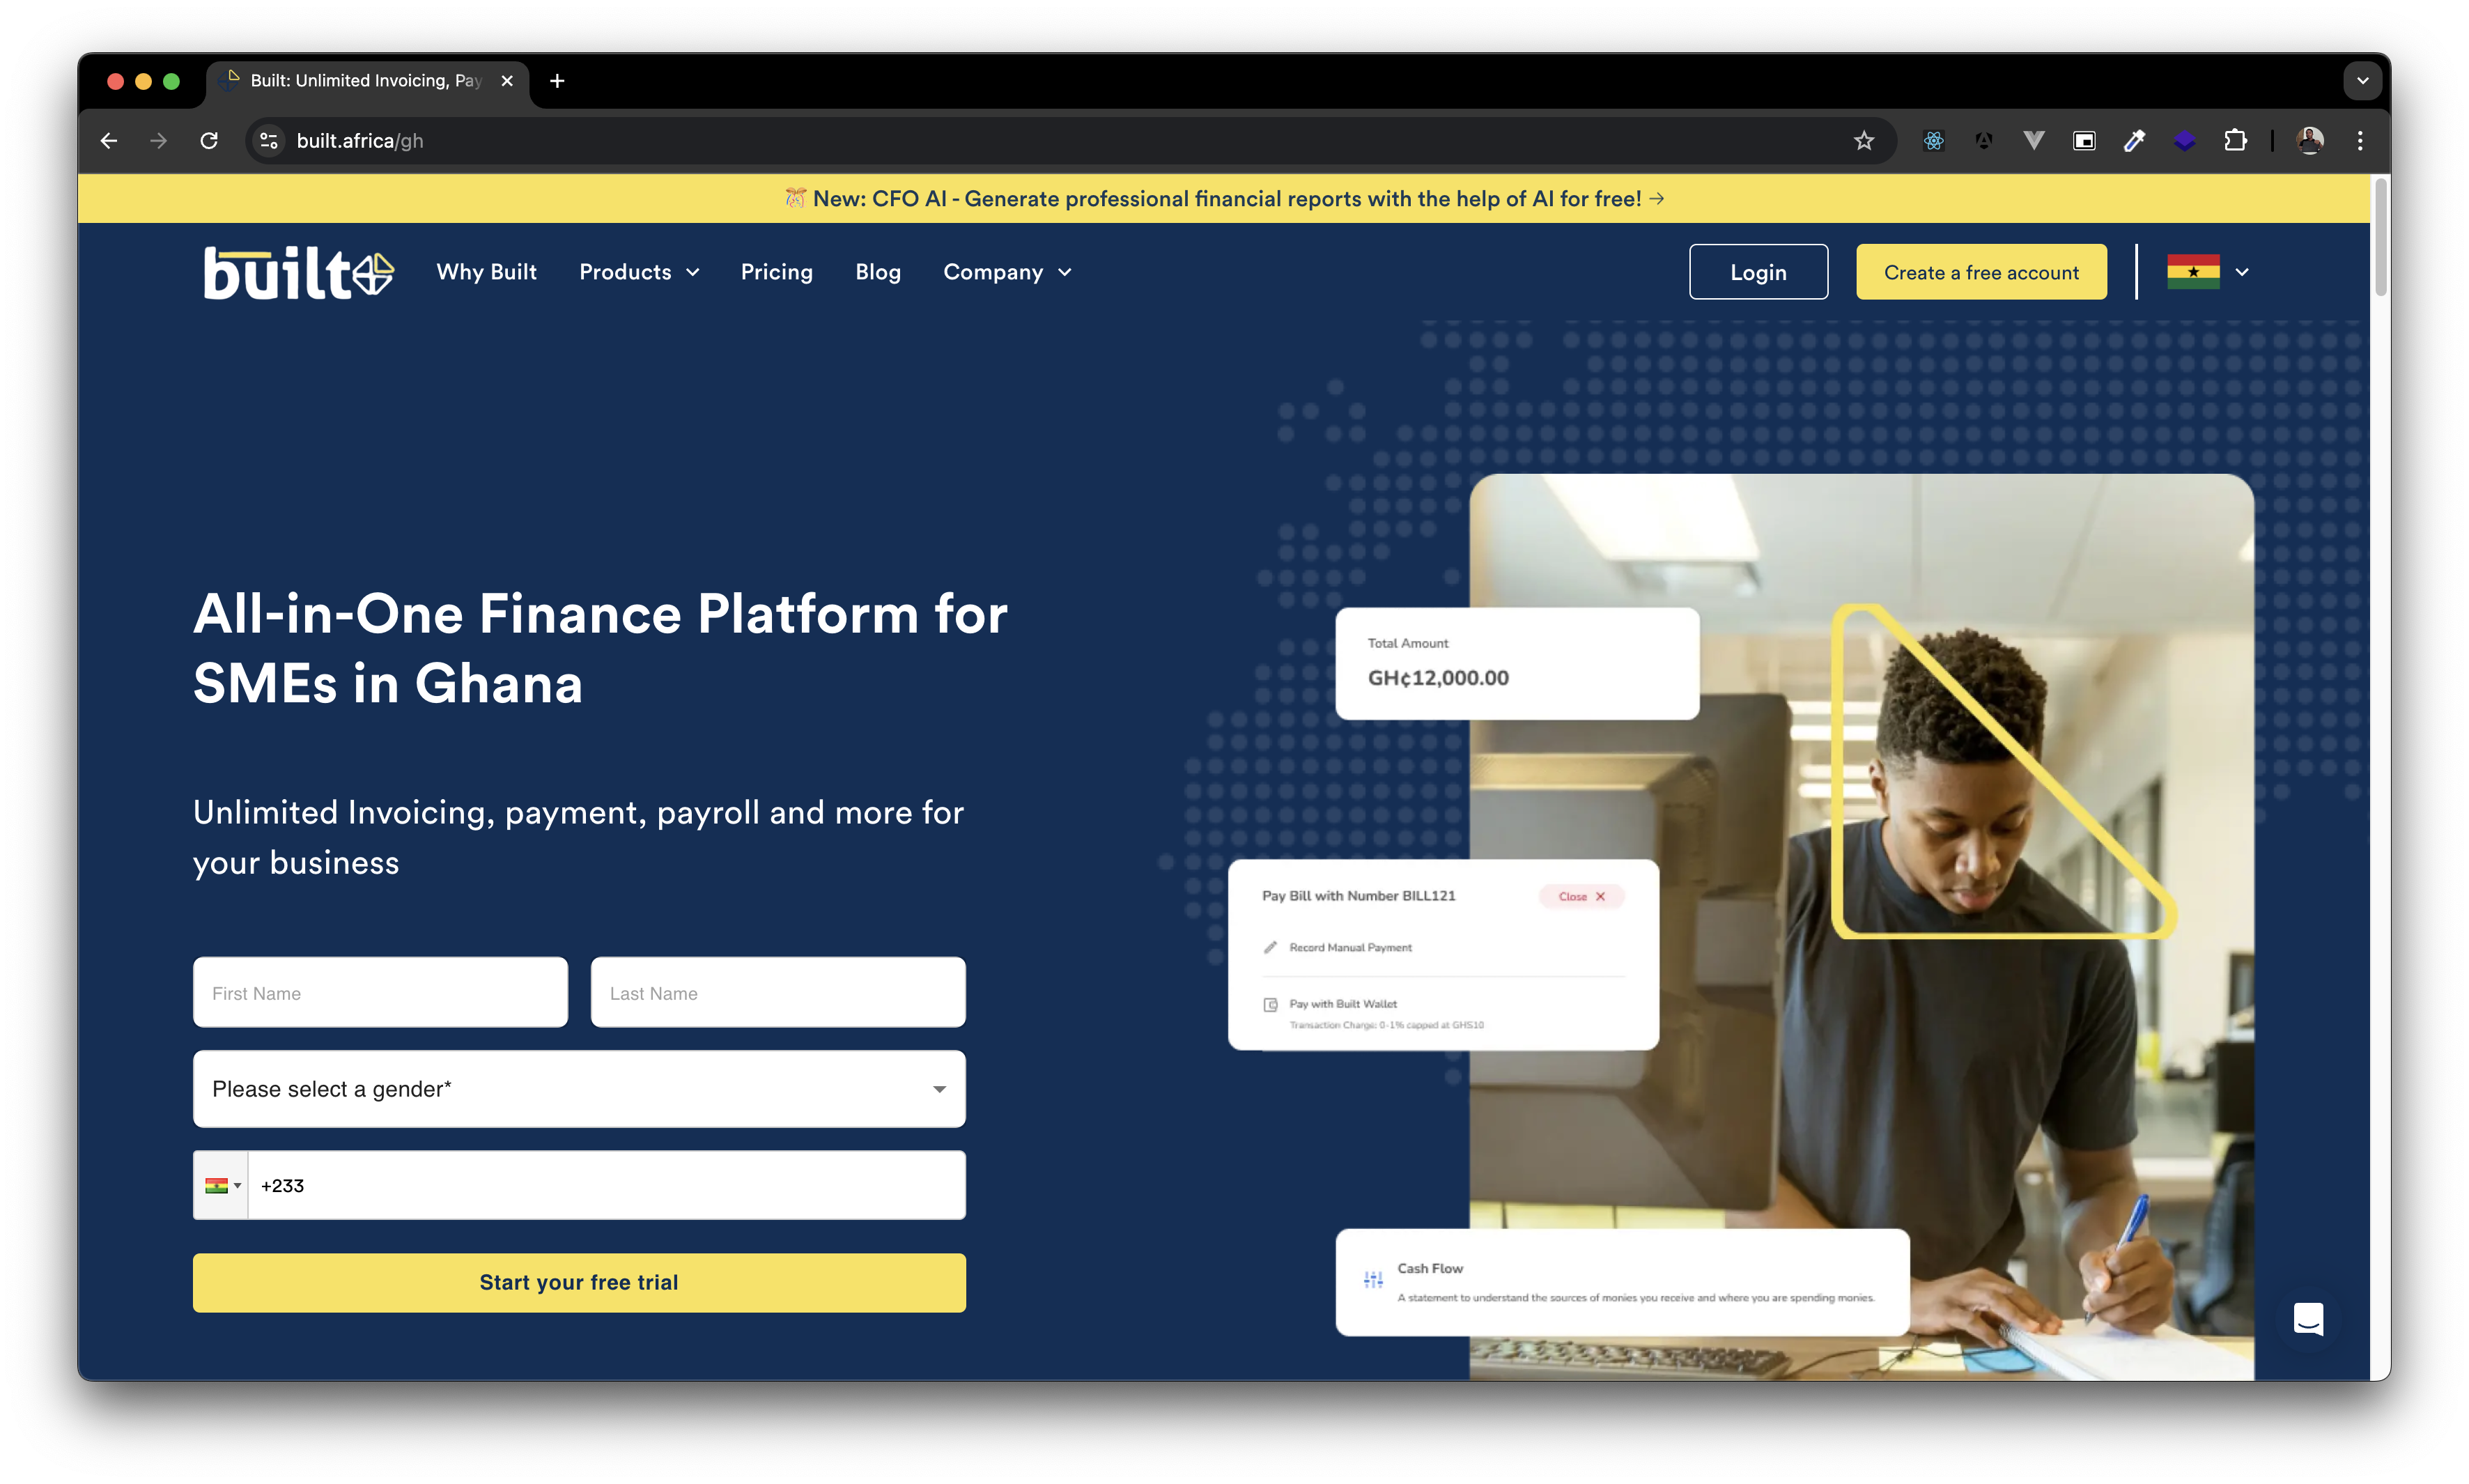 Built: Unlimited Invoicing, Pay
built.africa/gh
New: CFO AI - Generate professional financial reports with the help of AI for free! →
built
Why Built
Products
Pricing
Blog
Company
Login
Create a free account
All-in-One Finance Platform for
SMEs in Ghana
Unlimited Invoicing, payment, payroll and more for
your business
First Name
Last Name
Please select a gender*
+233
Start your free trial
Total Amount
GH¢12,000.00
Pay Bill with Number BILL121
Close X
Record Manual Payment
Pay with Built Wallet
Transaction Charge: 0-1% capped at GHS10
Cash Flow
A statement to understand the sources of monies you receive and where you are spending monies.